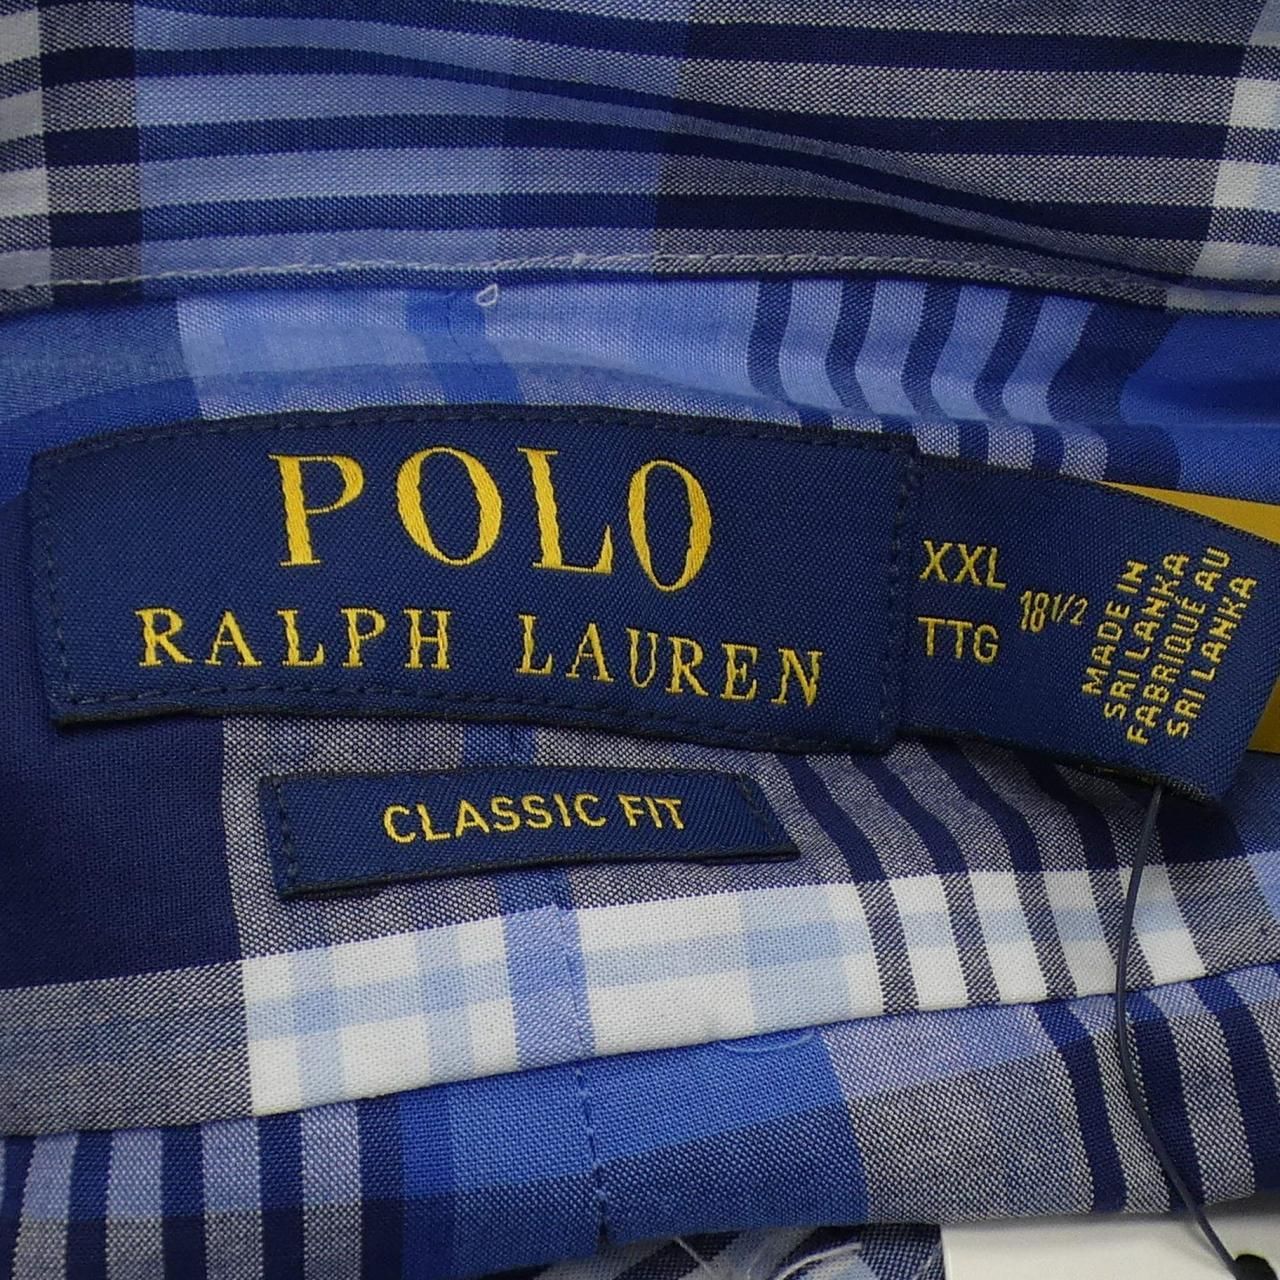 POLO
RALPH LAUREN
XXL
TTG
18 1/2
MADE IN
SRI LANKA
FABRIQUÉ AU
SRI LANKA
CLASSIC FIT